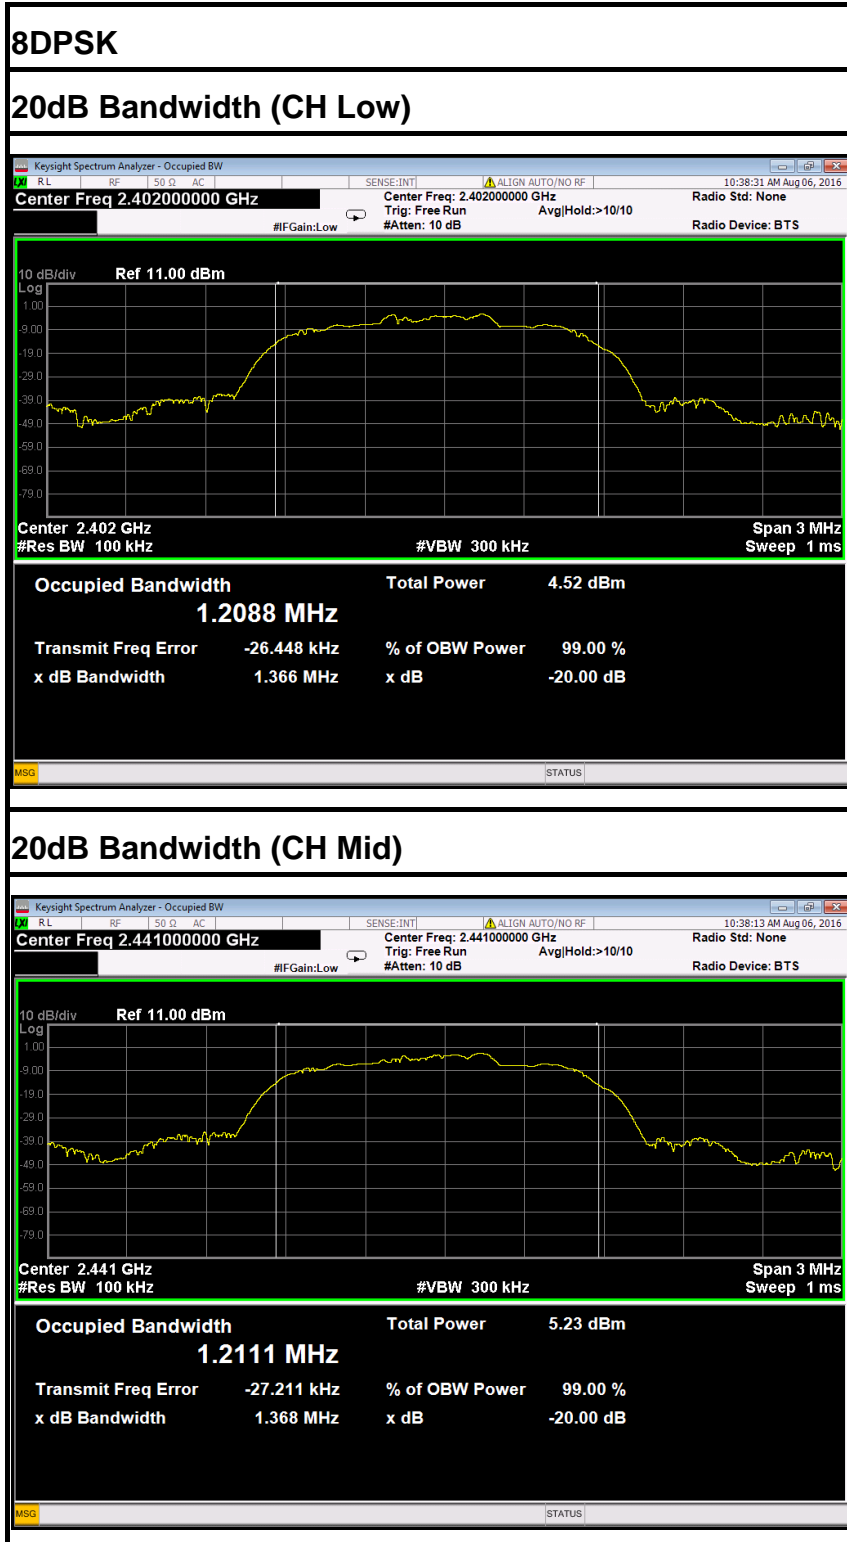 8DPSK
20dB Bandwidth (CH Low)
Keysight Spectrum Analyzer - Occupied BW
LXI RL RF 50 Ω AC SENSE:INT ALIGN AUTO/NO RF 10:38:31 AM Aug 06, 2016
Center Freq 2.402000000 GHz Center Freq: 2.402000000 GHz Radio Std: None
Trig: Free Run Avg|Hold:>10/10
#IFGain:Low #Atten: 10 dB Radio Device: BTS
10 dB/div Ref 11.00 dBm
Log
1.00
-9.00
-19.0
-29.0
-39.0
-49.0
-59.0
-69.0
-79.0
Center 2.402 GHz Span 3 MHz
#Res BW 100 kHz #VBW 300 kHz Sweep 1 ms
Occupied Bandwidth Total Power 4.52 dBm
1.2088 MHz
Transmit Freq Error -26.448 kHz % of OBW Power 99.00 %
x dB Bandwidth 1.366 MHz x dB -20.00 dB
MSG STATUS
20dB Bandwidth (CH Mid)
Keysight Spectrum Analyzer - Occupied BW
LXI RL RF 50 Ω AC SENSE:INT ALIGN AUTO/NO RF 10:38:13 AM Aug 06, 2016
Center Freq 2.441000000 GHz Center Freq: 2.441000000 GHz Radio Std: None
Trig: Free Run Avg|Hold:>10/10
#IFGain:Low #Atten: 10 dB Radio Device: BTS
10 dB/div Ref 11.00 dBm
Log
1.00
-9.00
-19.0
-29.0
-39.0
-49.0
-59.0
-69.0
-79.0
Center 2.441 GHz Span 3 MHz
#Res BW 100 kHz #VBW 300 kHz Sweep 1 ms
Occupied Bandwidth Total Power 5.23 dBm
1.2111 MHz
Transmit Freq Error -27.211 kHz % of OBW Power 99.00 %
x dB Bandwidth 1.368 MHz x dB -20.00 dB
MSG STATUS